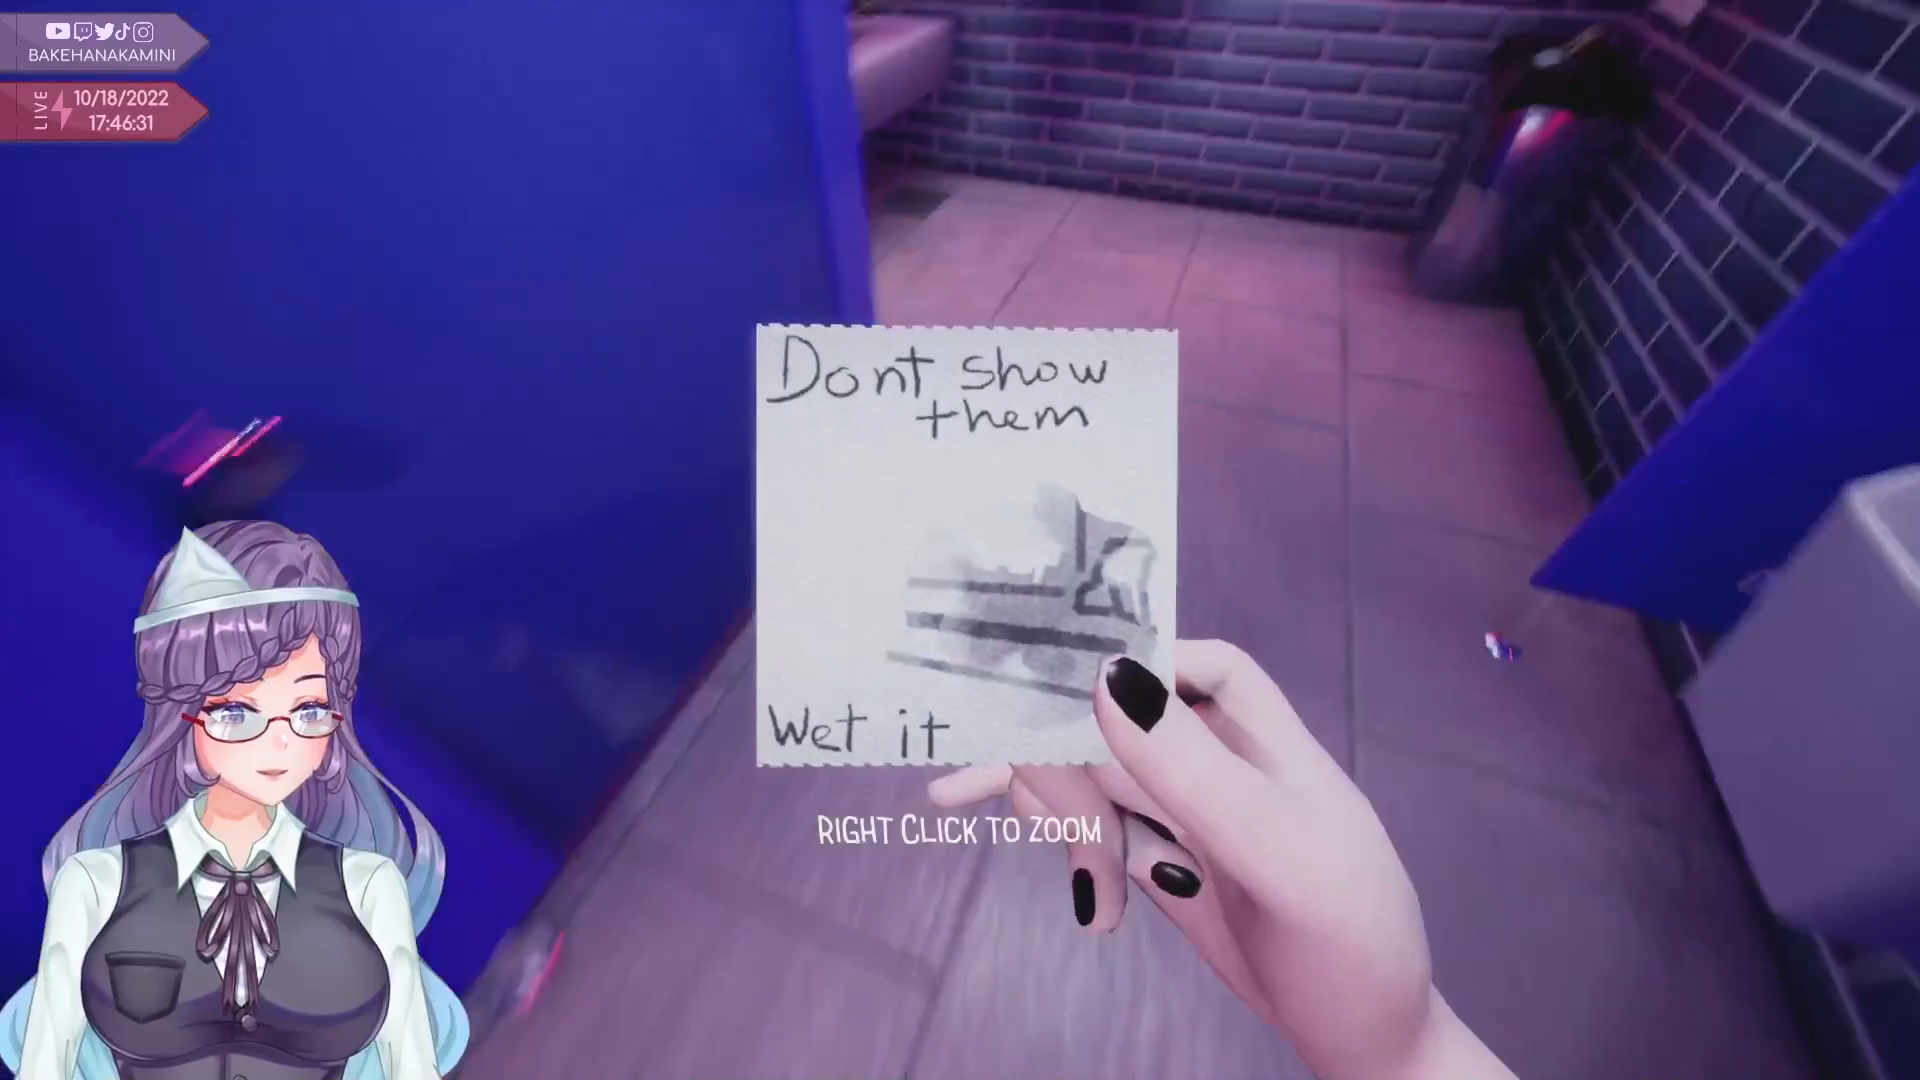 BAKEHANAKAMINI
LIVE
10/18/2022
17:46:31
Dont show
them
Wet it
RIGHT CLICK TO ZOOM